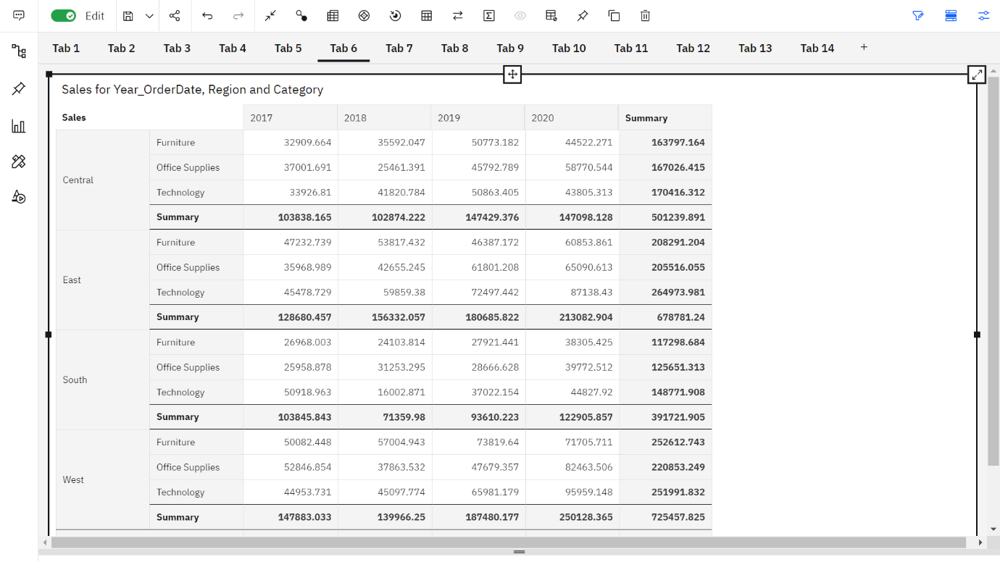 Edit
Tab 1 Tab 2 Tab 3 Tab 4 Tab 5 Tab 6 Tab 7 Tab 8 Tab 9 Tab 10 Tab 11 Tab 12 Tab 13 Tab 14 +
Sales for Year_OrderDate, Region and Category
Sales 2017 2018 2019 2020 Summary
Furniture 32909.664 35592.047 50773.182 44522.271 163797.164
Office Supplies 37001.691 25461.391 45792.789 58770.544 167026.415
Central
Technology 33926.81 41820.784 50863.405 43805.313 170416.312
Summary 103838.165 102874.222 147429.376 147098.128 501239.891
Furniture 47232.739 53817.432 46387.172 60853.861 208291.204
Office Supplies 35968.989 42655.245 61801.208 65090.613 205516.055
East
Technology 45478.729 59859.38 72497.442 87138.43 264973.981
Summary 128680.457 156332.057 180685.822 213082.904 678781.24
Furniture 26968.003 24103.814 27921.441 38305.425 117298.684
Office Supplies 25958.878 31253.295 28666.628 39772.512 125651.313
South
Technology 50918.963 16002.871 37022.154 44827.92 148771.908
Summary 103845.843 71359.98 93610.223 122905.857 391721.905
Furniture 50082.448 57004.943 73819.64 71705.711 252612.743
Office Supplies 52846.854 37863.532 47679.357 82463.506 220853.249
West
Technology 44953.731 45097.774 65981.179 95959.148 251991.832
Summary 147883.033 139966.25 187480.177 250128.365 725457.825